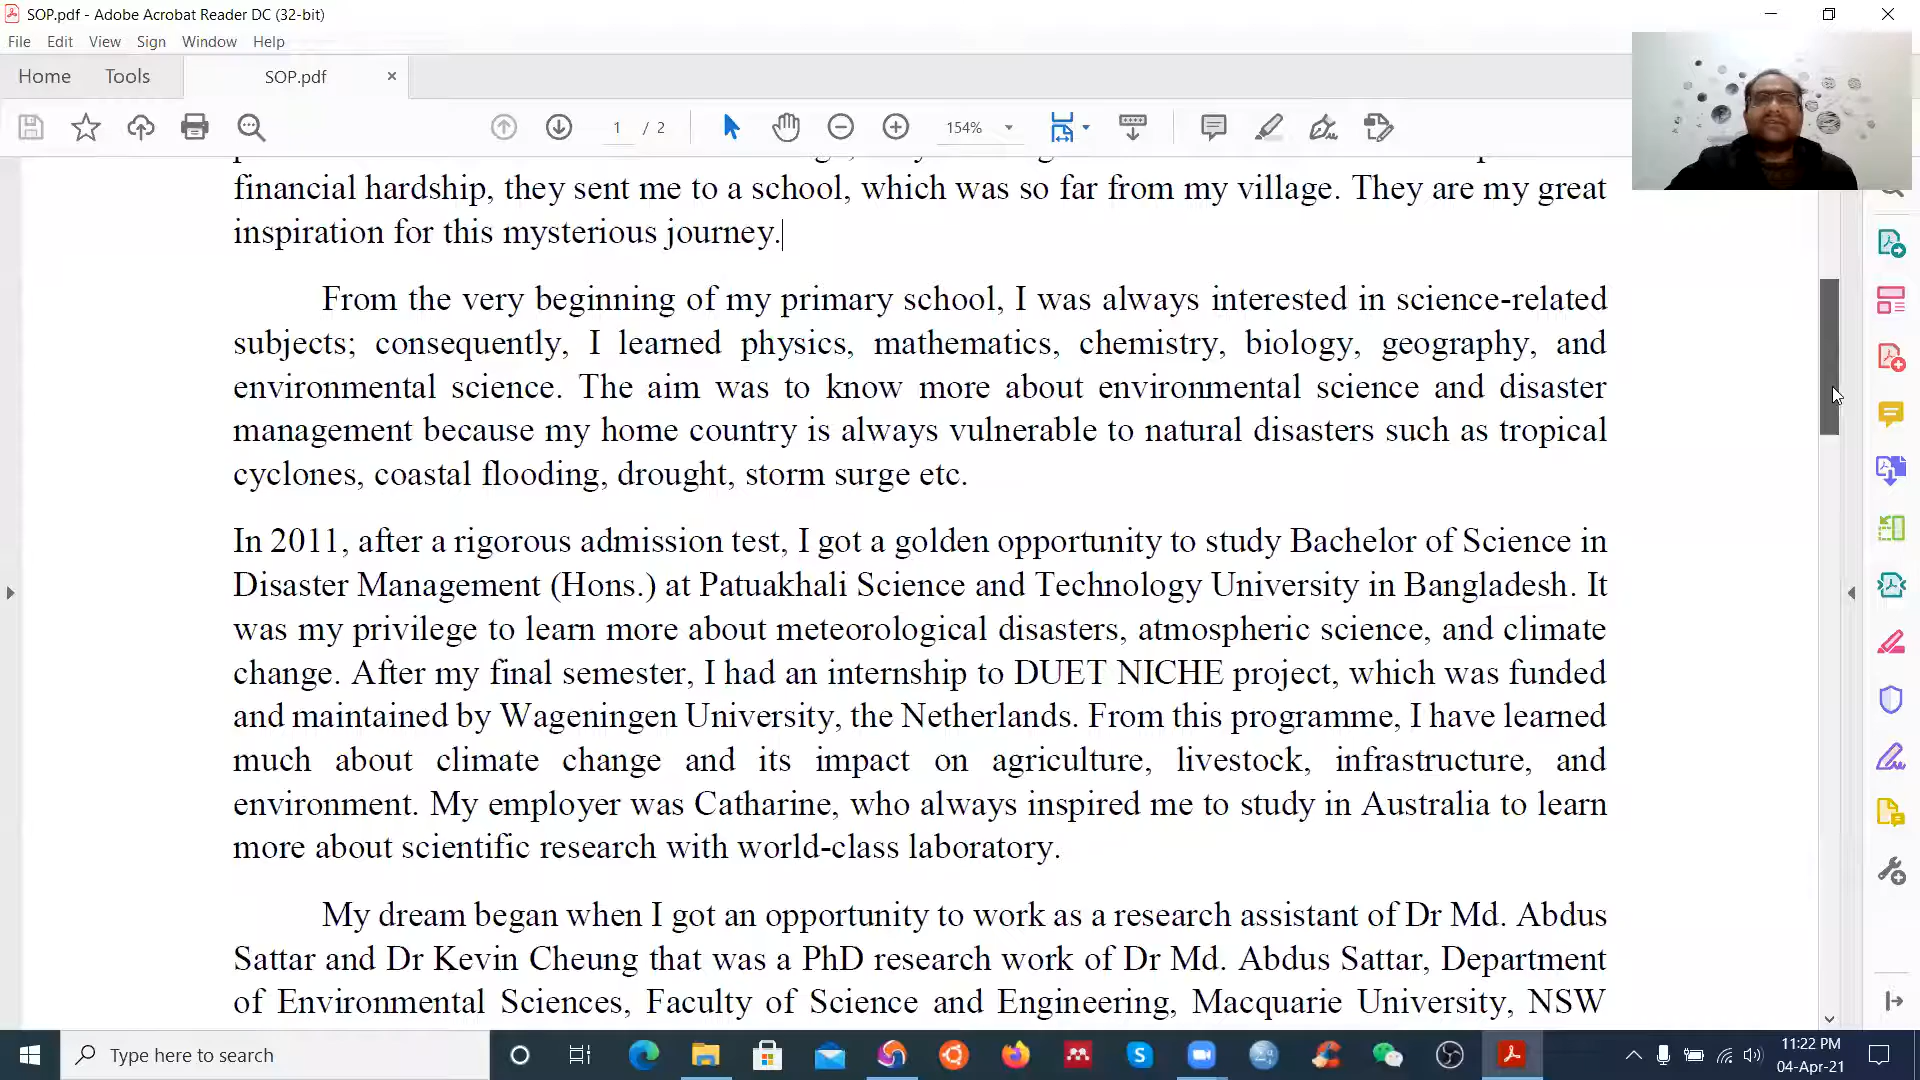 SOP.pdf - Adobe Acrobat Reader DC (32-bit)
File Edit View Sign Window Help
Home Tools SOP.pdf
1 / 2 154%
financial hardship, they sent me to a school, which was so far from my village. They are my great
inspiration for this mysterious journey.
From the very beginning of my primary school, I was always interested in science-related
subjects; consequently, I learned physics, mathematics, chemistry, biology, geography, and
environmental science. The aim was to know more about environmental science and disaster
management because my home country is always vulnerable to natural disasters such as tropical
cyclones, coastal flooding, drought, storm surge etc.
In 2011, after a rigorous admission test, I got a golden opportunity to study Bachelor of Science in
Disaster Management (Hons.) at Patuakhali Science and Technology University in Bangladesh. It
was my privilege to learn more about meteorological disasters, atmospheric science, and climate
change. After my final semester, I had an internship to DUET NICHE project, which was funded
and maintained by Wageningen University, the Netherlands. From this programme, I have learned
much about climate change and its impact on agriculture, livestock, infrastructure, and
environment. My employer was Catharine, who always inspired me to study in Australia to learn
more about scientific research with world-class laboratory.
My dream began when I got an opportunity to work as a research assistant of Dr Md. Abdus
Sattar and Dr Kevin Cheung that was a PhD research work of Dr Md. Abdus Sattar, Department
of Environmental Sciences, Faculty of Science and Engineering, Macquarie University, NSW
Type here to search
11:22 PM
04-Apr-21